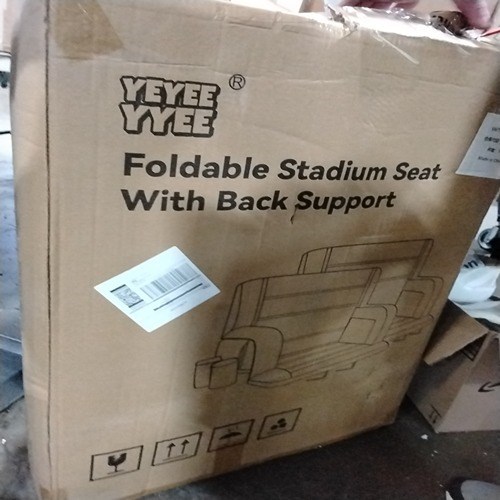 YEYEE
YYEE
®
Foldable Stadium Seat
With Back Support